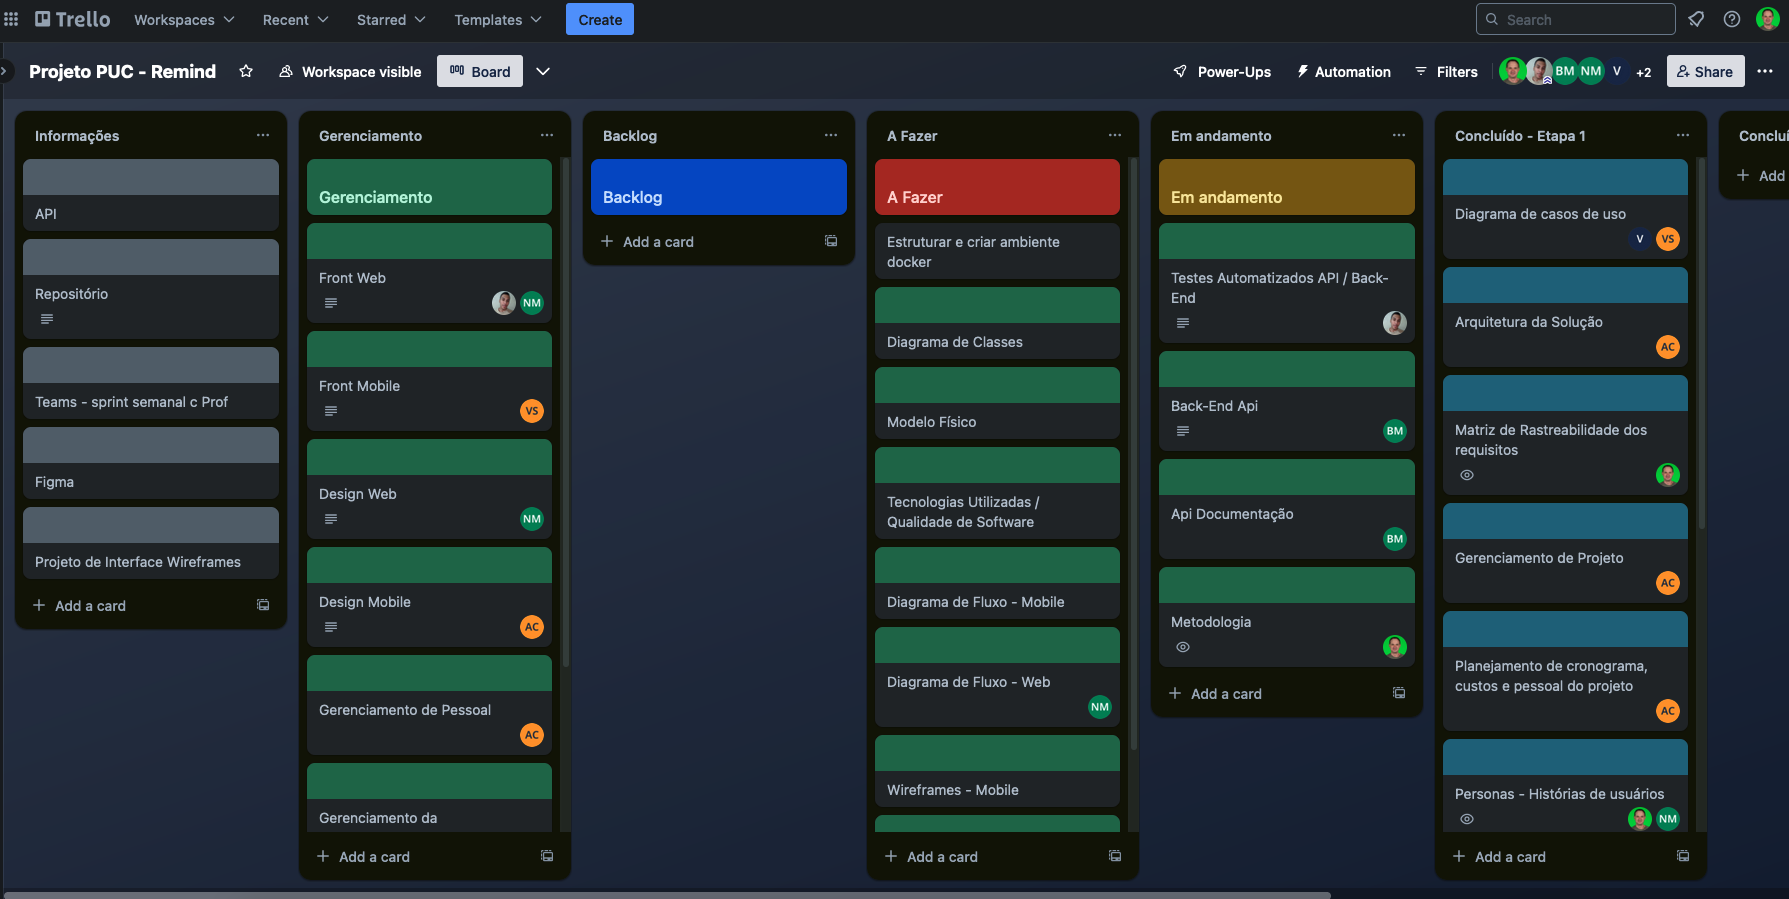 Trello
Workspaces
Recent
Starred
Templates
Create
Search
Projeto PUC - Remind
Workspace visible
Board
Power-Ups
Automation
Filters
BM
NM
V
+2
Share
Informações
API
Repositório
Teams - sprint semanal c Prof
Figma
Projeto de Interface Wireframes
Add a card
Gerenciamento
Gerenciamento
Front Web
NM
Front Mobile
VS
Design Web
NM
Design Mobile
AC
Gerenciamento de Pessoal
AC
Gerenciamento da
Add a card
Backlog
Backlog
Add a card
A Fazer
A Fazer
Estruturar e criar ambiente
docker
Diagrama de Classes
Modelo Físico
Tecnologias Utilizadas /
Qualidade de Software
Diagrama de Fluxo - Mobile
Diagrama de Fluxo - Web
NM
Wireframes - Mobile
Add a card
Em andamento
Em andamento
Testes Automatizados API / Back-
End
Back-End Api
BM
Api Documentação
BM
Metodologia
Add a card
Concluído - Etapa 1
Diagrama de casos de uso
V
VS
Arquitetura da Solução
AC
Matriz de Rastreabilidade dos
requisitos
Gerenciamento de Projeto
AC
Planejamento de cronograma,
custos e pessoal do projeto
AC
Personas - Histórias de usuários
NM
Add a card
Concluí
Add